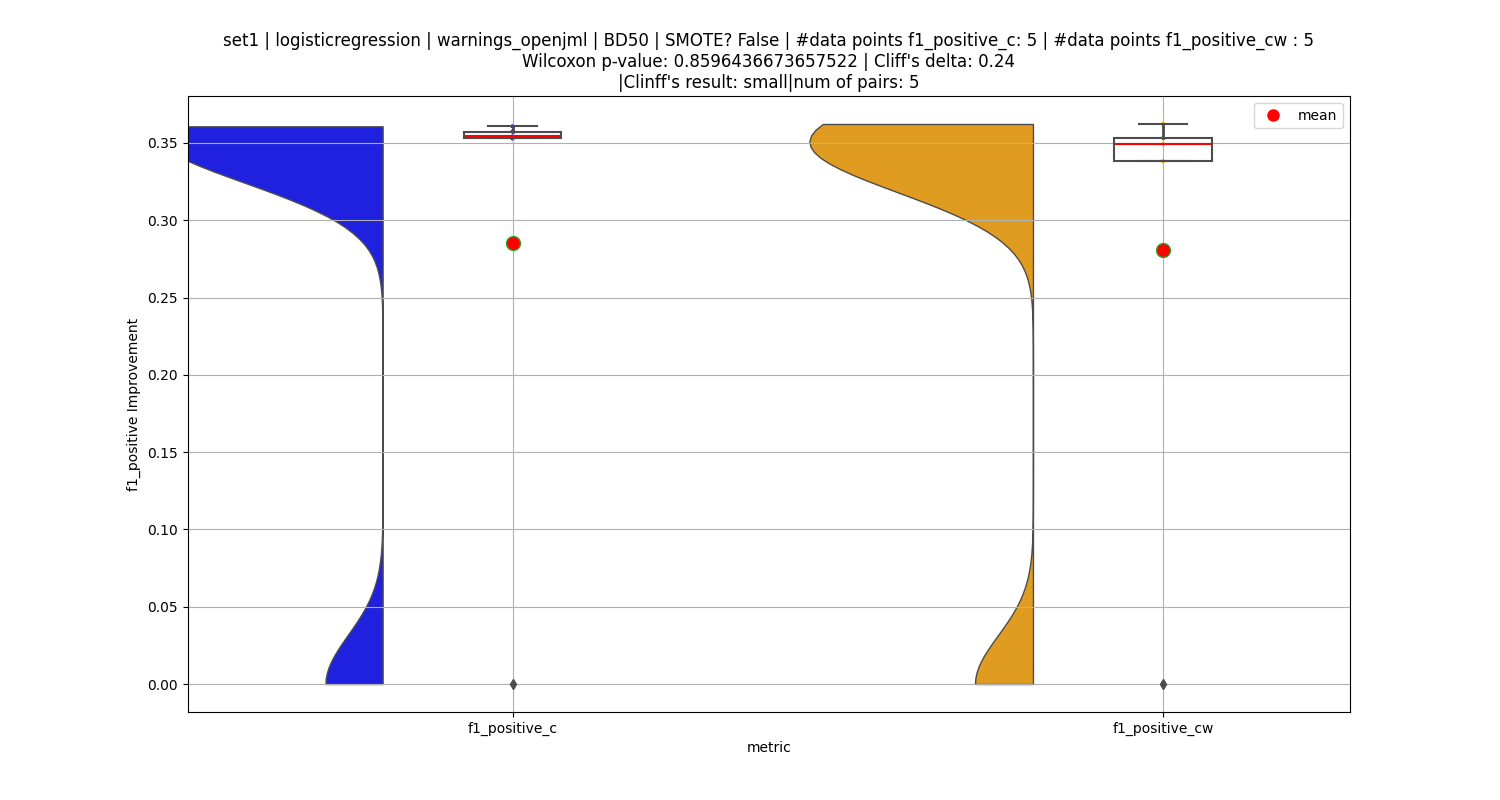 set1 | logisticregression | warnings_openjml | BD50 | SMOTE? False | #data points f1_positive_c: 5 | #data points f1_positive_cw : 5
Wilcoxon p-value: 0.8596436673657522 | Cliff's delta: 0.24
|Clinff's result: small|num of pairs: 5
mean
0.35
0.30
0.25
0.20
0.15
0.10
0.05
0.00
f1_positive Improvement
f1_positive_c
f1_positive_cw
metric